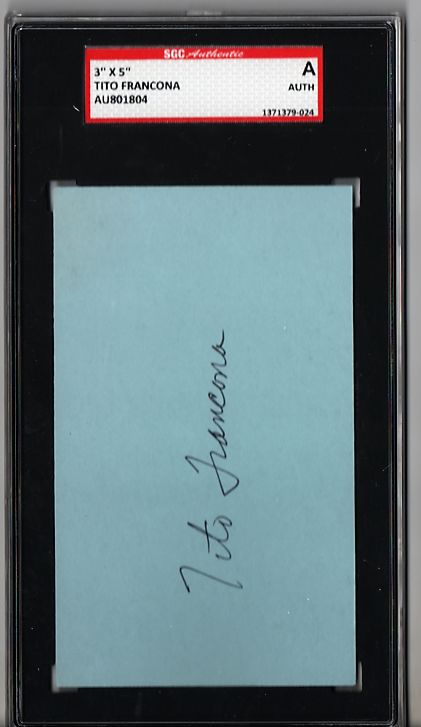 SGC Authentic
3" X 5" A
TITO FRANCONA AUTH
AU801804
1371379-024
Tito Francona